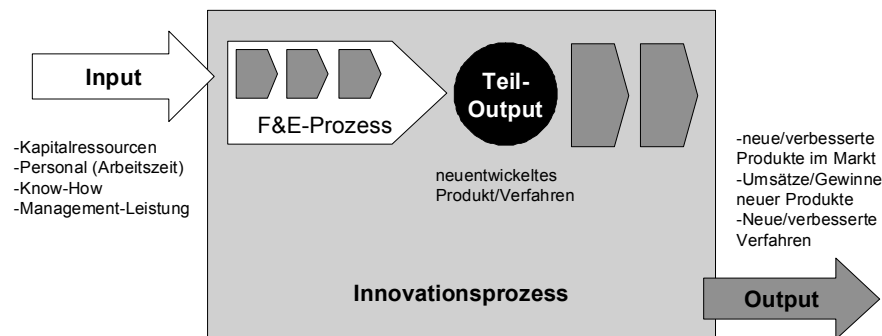 Input
-Kapitalressourcen
-Personal (Arbeitszeit)
-Know-How
-Management-Leistung
F&E-Prozess
Teil-
Output
neuentwickeltes
Produkt/Verfahren
Innovationsprozess
-neue/verbesserte
Produkte im Markt
-Umsätze/Gewinne
neuer Produkte
-Neue/verbesserte
Verfahren
Output